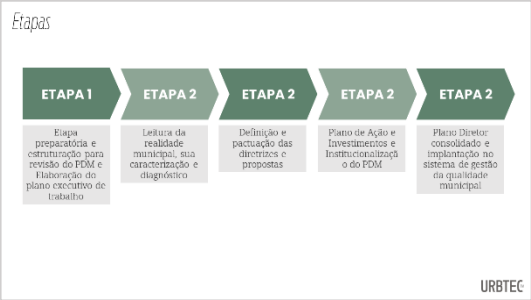 Etapas
ETAPA 1
ETAPA 2
ETAPA 2
ETAPA 2
ETAPA 2
Etapa
preparatória e
estruturação para
revisão do PDM e
Elaboração do
plano executivo de
trabalho
Leitura da
realidade
municipal, sua
caracterização e
diagnóstico
Definição e
pactuação das
diretrizes e
propostas
Plano de Ação e
Investimentos e
Institucionalizaçã
o do PDM
Plano Diretor
consolidado e
implantação no
sistema de gestão
da qualidade
municipal
URBTEC